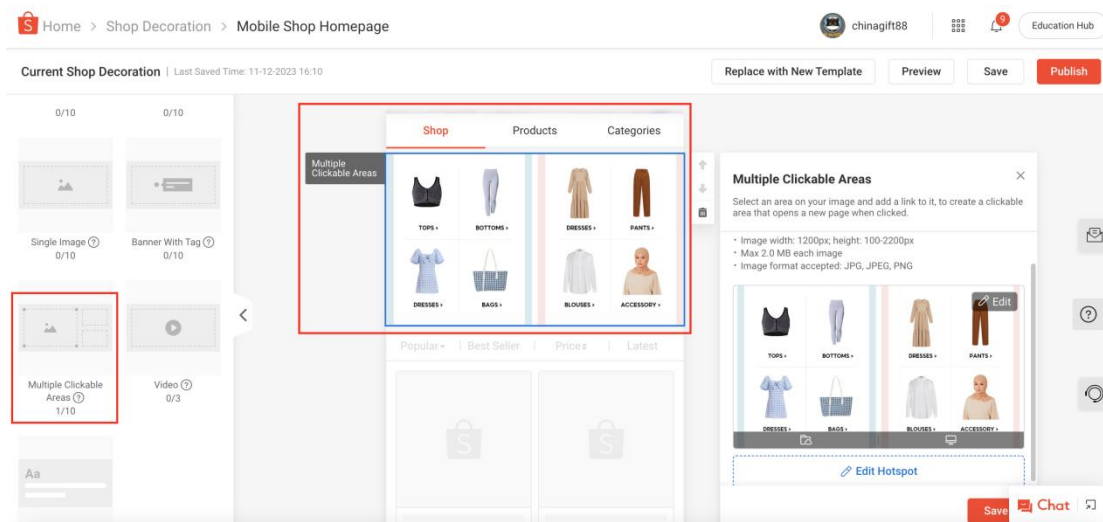 Home > Shop Decoration > Mobile Shop Homepage
chinagift88
9
Education Hub
Current Shop Decoration | Last Saved Time: 11-12-2023 16:10
Replace with New Template
Preview
Save
Publish
0/10
0/10
Single Image
0/10
Banner With Tag
0/10
Multiple Clickable
Areas
1/10
Video
0/3
Aa
Multiple
Clickable Areas
Shop
Products
Categories
TOPS
BOTTOMS
DRESSES
PANTS
DRESSES
BAGS
BLOUSES
ACCESSORY
Popular
Best Seller
Price
Latest
Multiple Clickable Areas
Select an area on your image and add a link to it, to create a clickable
area that opens a new page when clicked.
• Image width: 1200px; height: 100-2200px
• Max 2.0 MB each image
• Image format accepted: JPG, JPEG, PNG
Edit
TOPS
BOTTOMS
DRESSES
PANTS
DRESSES
BAGS
BLOUSES
ACCESSORY
Edit Hotspot
Save
Chat